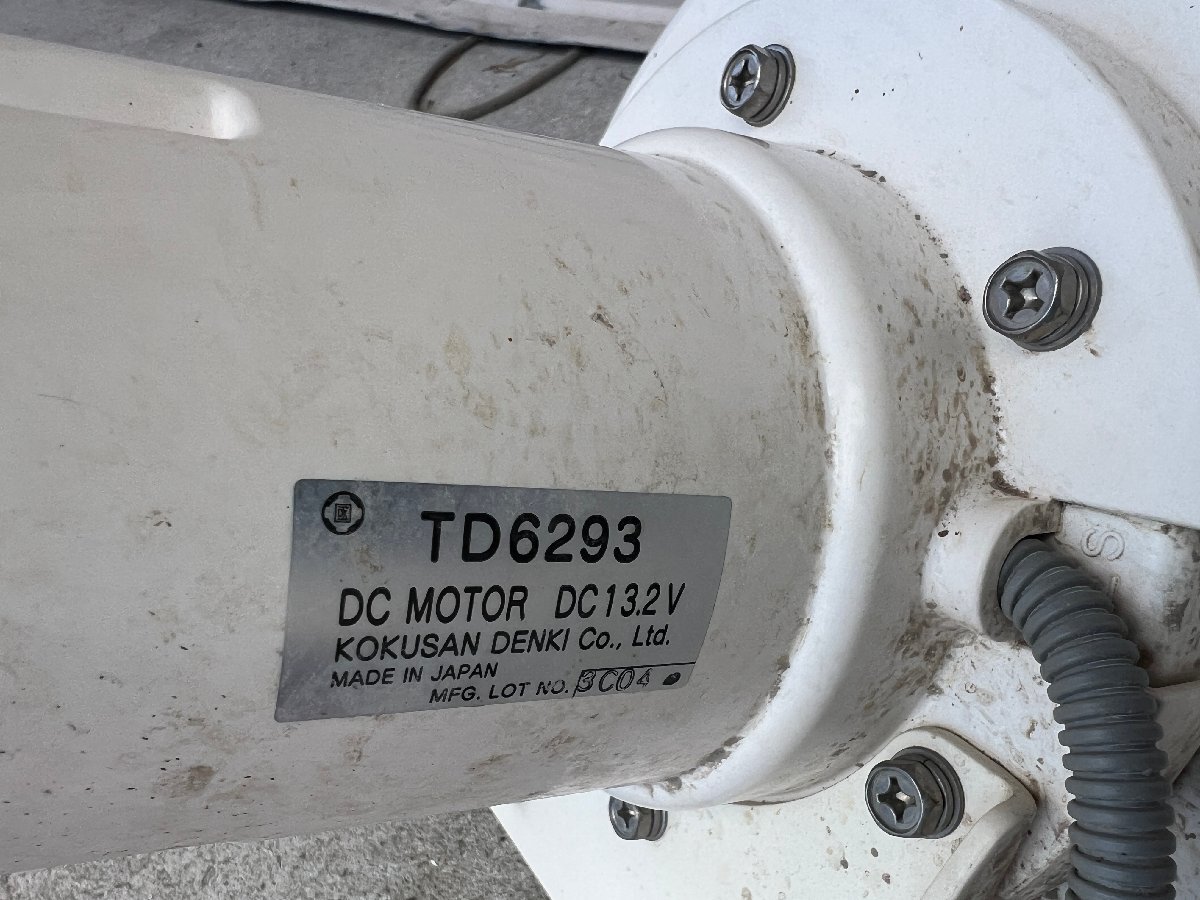 TD6293
DC MOTOR DC13.2V
KOKUSAN DENKI Co., Ltd.
MADE IN JAPAN
MFG. LOT NO. 3C04
S